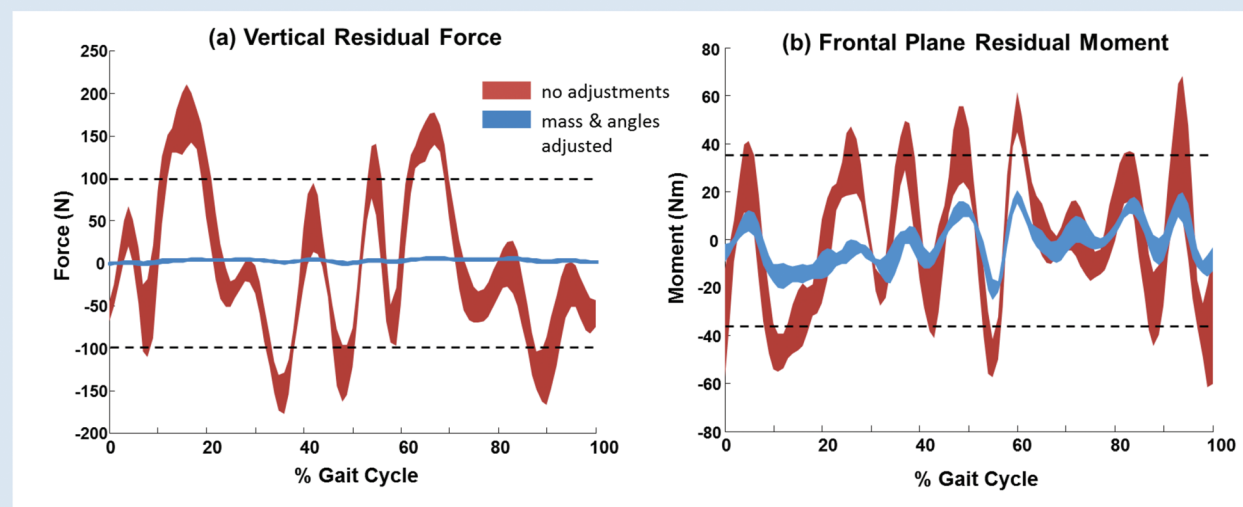 (a) Vertical Residual Force
250
200
150
100
50
0
-50
-100
-150
-200
Force (N)
no adjustments
mass & angles
adjusted
0 20 40 60 80 100
% Gait Cycle
(b) Frontal Plane Residual Moment
80
60
40
20
0
-20
-40
-60
-80
Moment (Nm)
0 20 40 60 80 100
% Gait Cycle